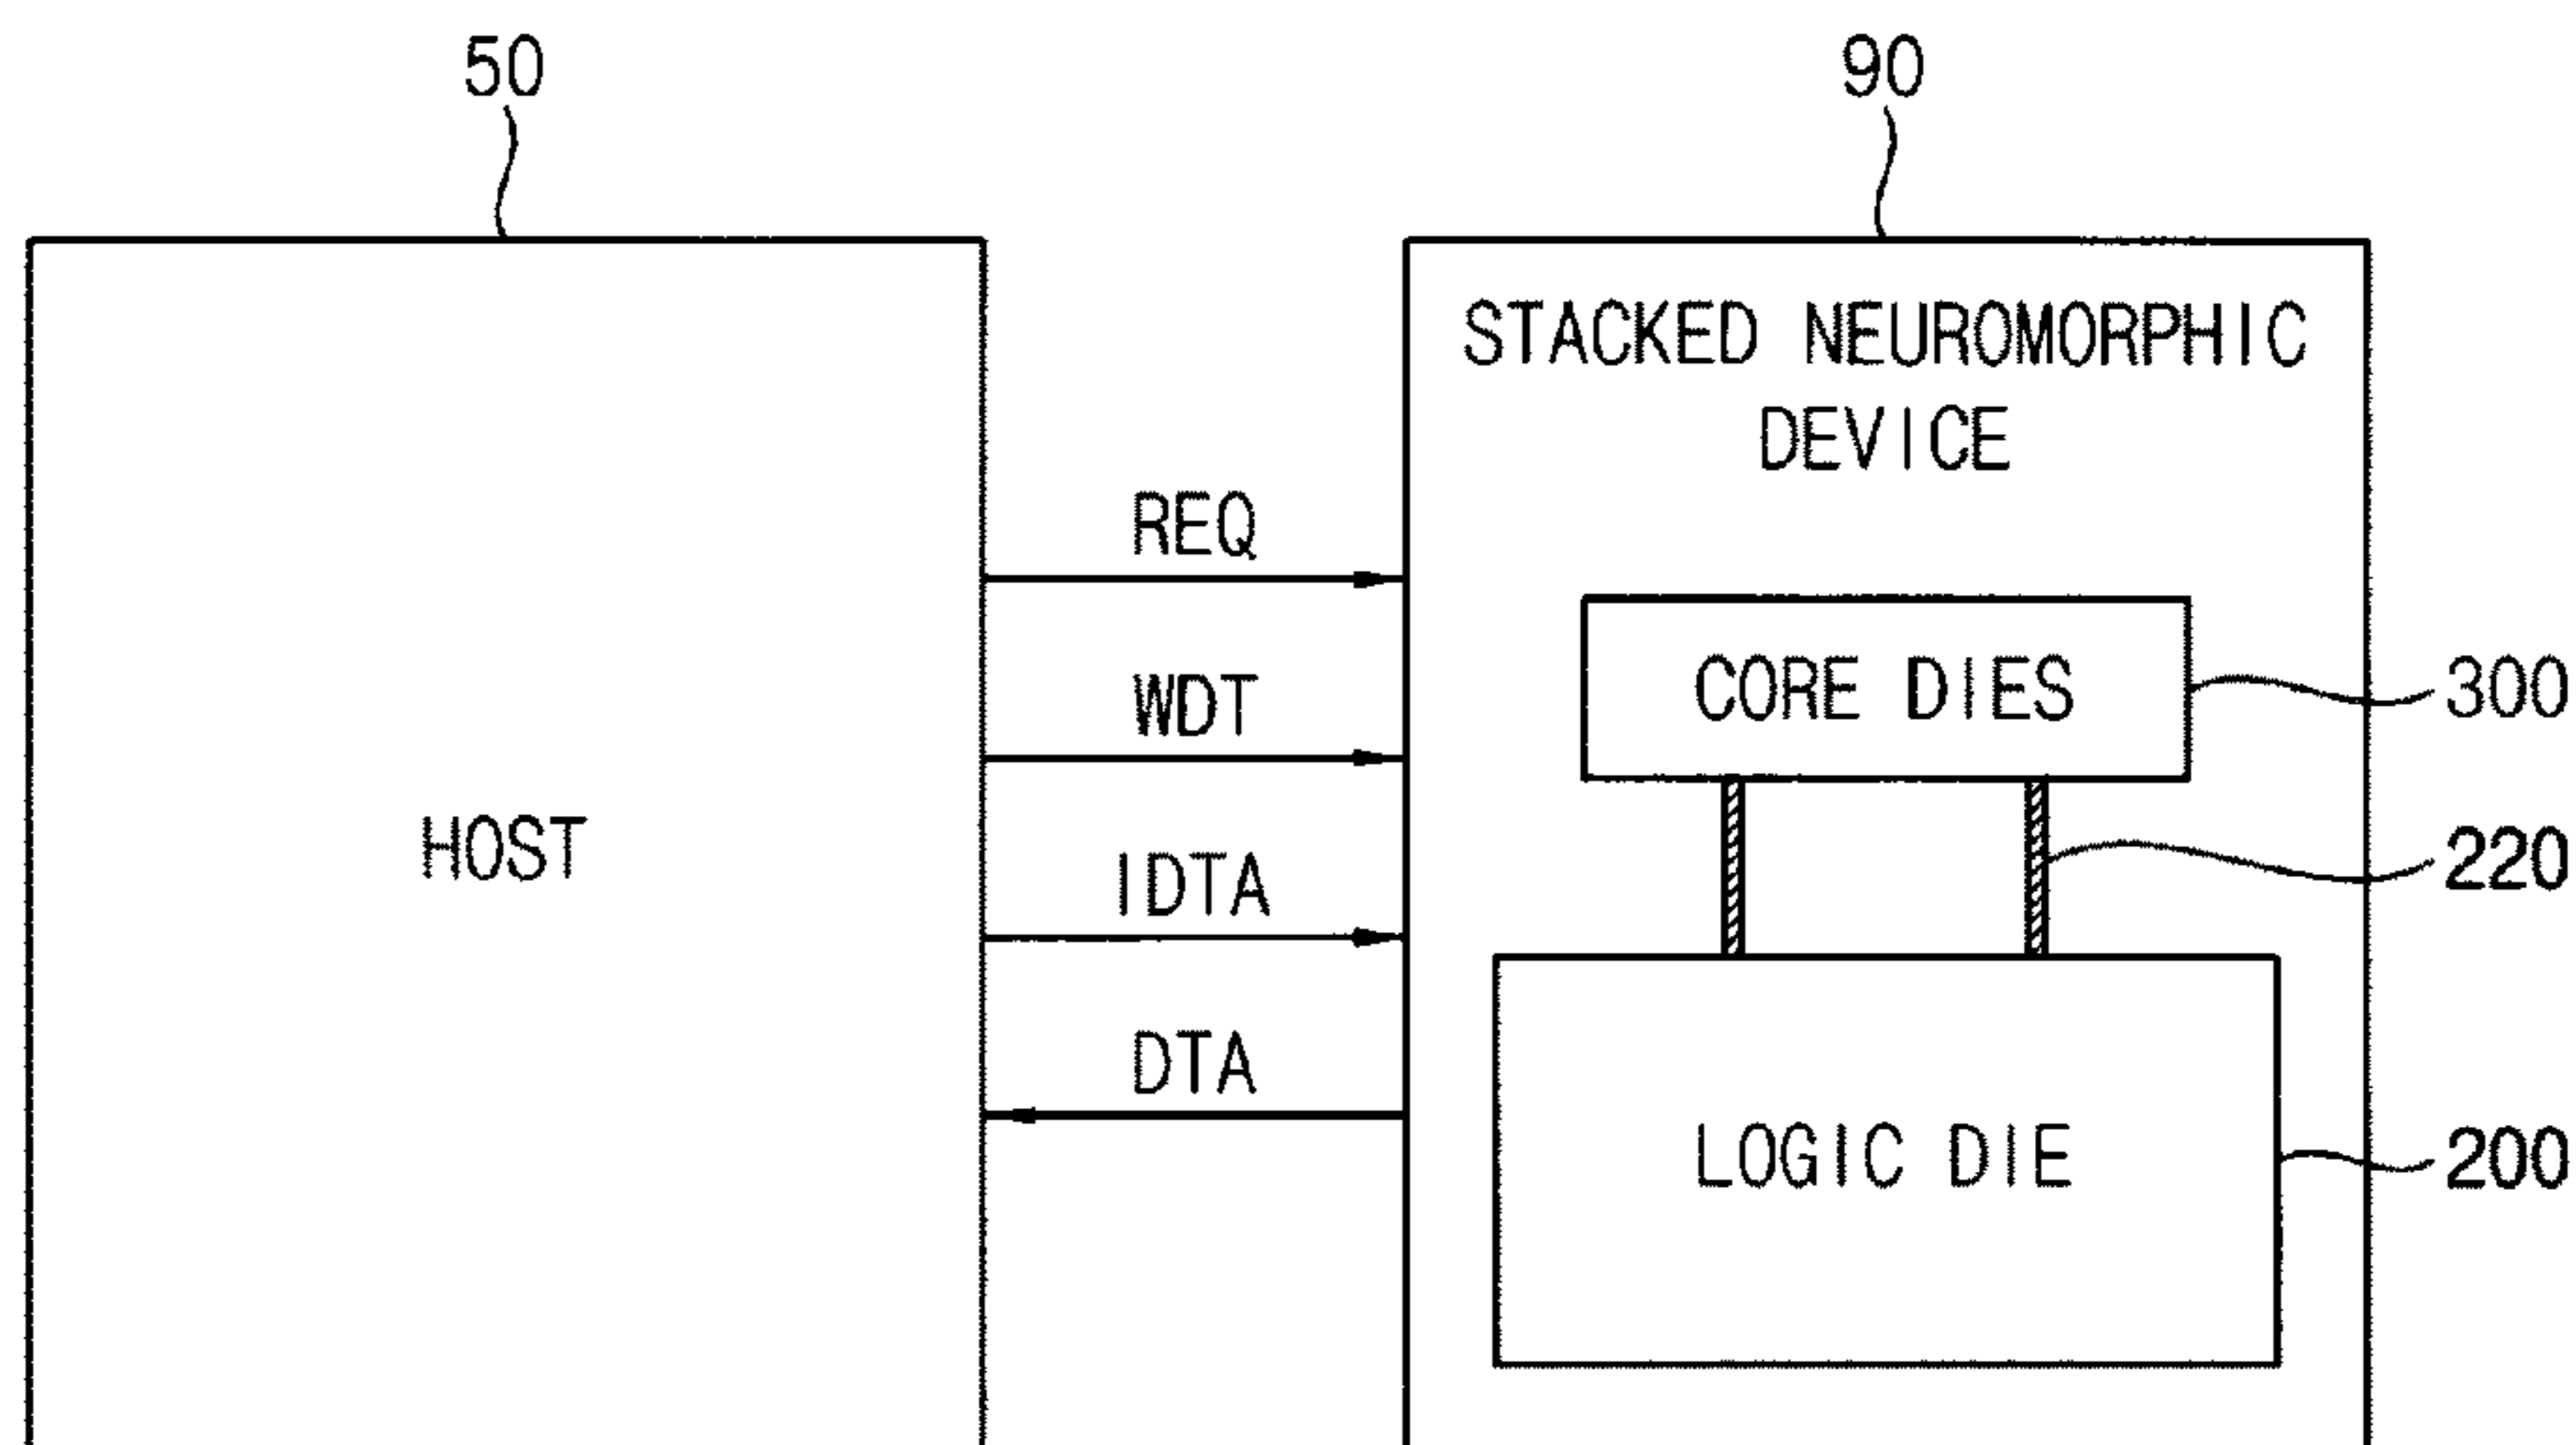 50
90
STACKED NEUROMORPHIC
DEVICE
REQ
CORE DIES
300
WDT
HOST
220
IDTA
DTA
LOGIC DIE
200